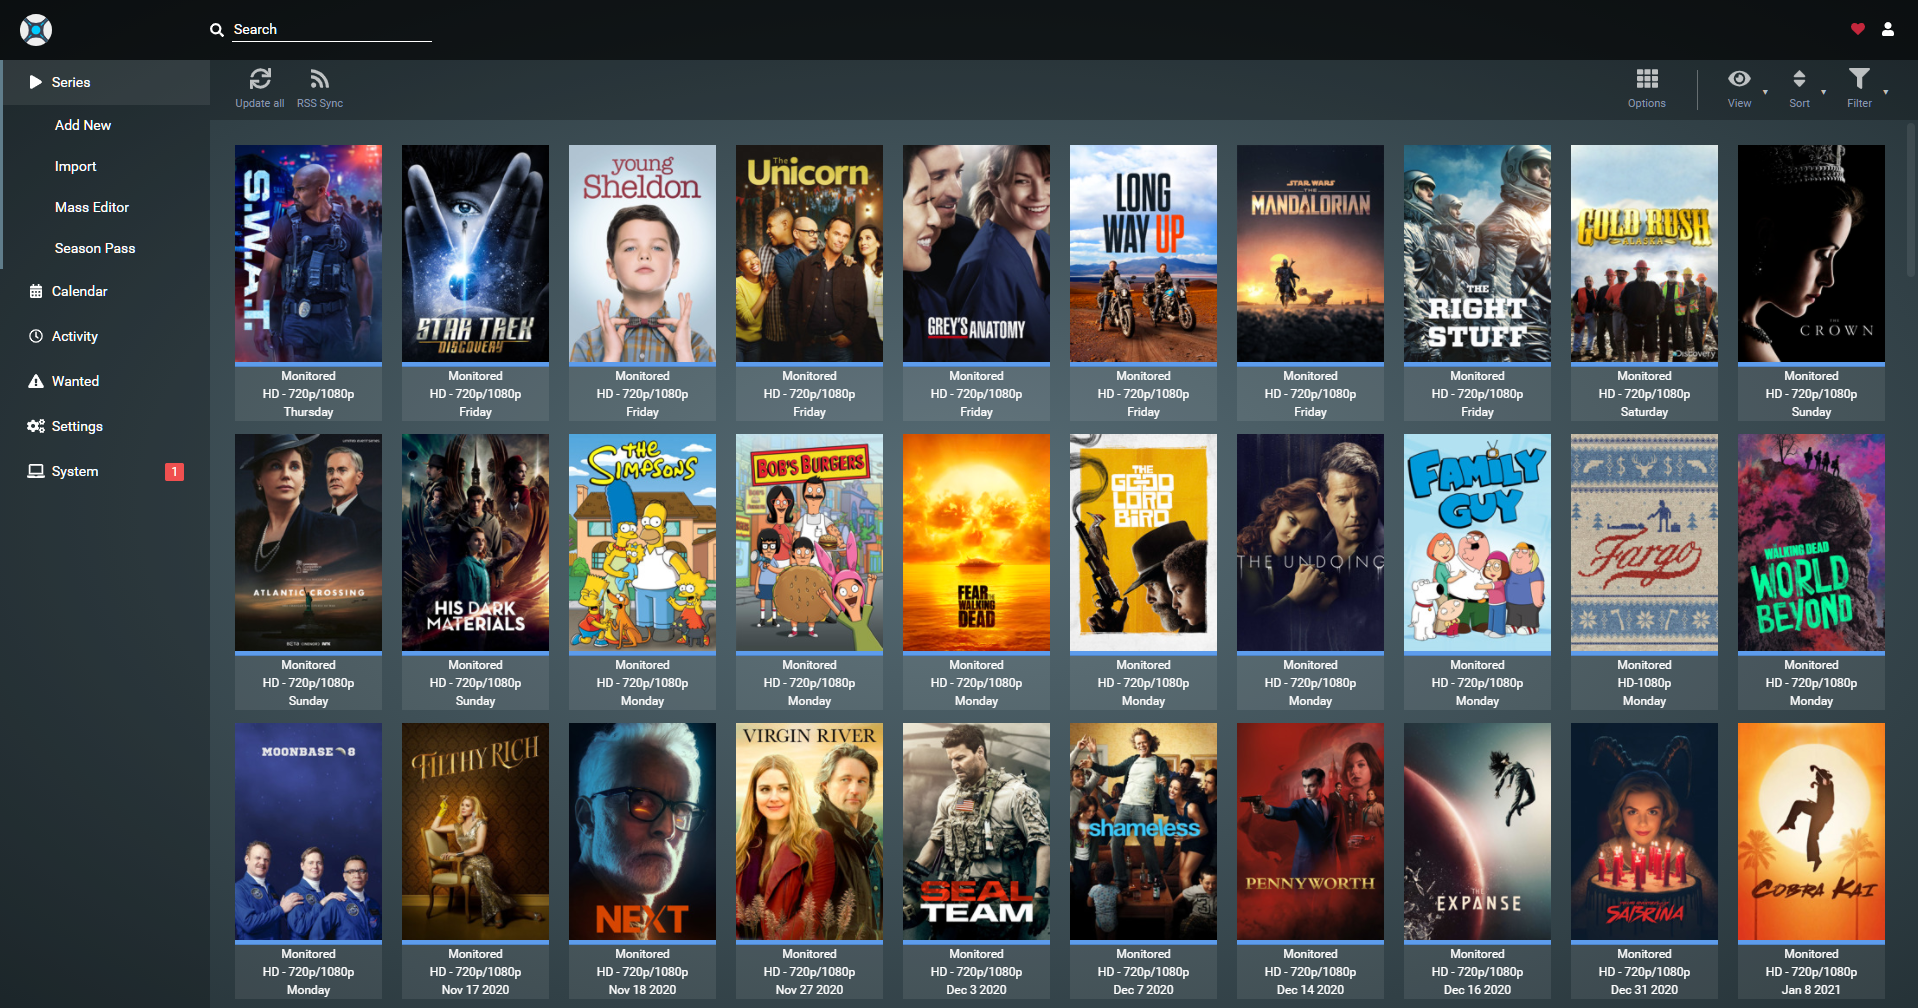 Search
Series
Add New
Import
Mass Editor
Season Pass
Calendar
Activity
Wanted
Settings
System
1
Update all
RSS Sync
Options
View
Sort
Filter
S.W.A.T.
Monitored
HD - 720p/1080p
Thursday
STAR TREK
DISCOVERY
Monitored
HD - 720p/1080p
Friday
young
Sheldon
Monitored
HD - 720p/1080p
Friday
The
Unicorn
Monitored
HD - 720p/1080p
Friday
GREY'S ANATOMY
Monitored
HD - 720p/1080p
Friday
LONG
WAY UP
Monitored
HD - 720p/1080p
Friday
STAR WARS
THE
MANDALORIAN
Monitored
HD - 720p/1080p
Friday
THE
RIGHT
STUFF
Monitored
HD - 720p/1080p
Friday
GOLD RUSH
ALASKA
Discovery
Monitored
HD - 720p/1080p
Saturday
THE
CROWN
Monitored
HD - 720p/1080p
Sunday
ATLANTIC CROSSING
Monitored
HD - 720p/1080p
Sunday
HIS DARK
MATERIALS
Monitored
HD - 720p/1080p
Sunday
THE
SIMPSONS
Monitored
HD - 720p/1080p
Monday
BOB'S BURGERS
Monitored
HD - 720p/1080p
Monday
FEAR THE
WALKING
DEAD
Monitored
HD - 720p/1080p
Monday
THE
GOOD
LORD
BIRD
Monitored
HD - 720p/1080p
Monday
THE UNDOING
Monitored
HD - 720p/1080p
Monday
FAMILY
GUY
Monitored
HD - 720p/1080p
Monday
Fargo
Monitored
HD-1080p
Monday
THE WALKING DEAD
WORLD
BEYOND
Monitored
HD - 720p/1080p
Monday
MOONBASE 8
Monitored
HD - 720p/1080p
Monday
FILTHY RICH
Monitored
HD - 720p/1080p
Nov 17 2020
NEXT
Monitored
HD - 720p/1080p
Nov 18 2020
VIRGIN RIVER
Monitored
HD - 720p/1080p
Nov 27 2020
SEAL
TEAM
Monitored
HD - 720p/1080p
Dec 3 2020
shameless
Monitored
HD - 720p/1080p
Dec 7 2020
PENNYWORTH
Monitored
HD - 720p/1080p
Dec 14 2020
THE
EXPANSE
Monitored
HD - 720p/1080p
Dec 16 2020
SABRINA
Monitored
HD - 720p/1080p
Dec 31 2020
COBRA KAI
Monitored
HD - 720p/1080p
Jan 8 2021